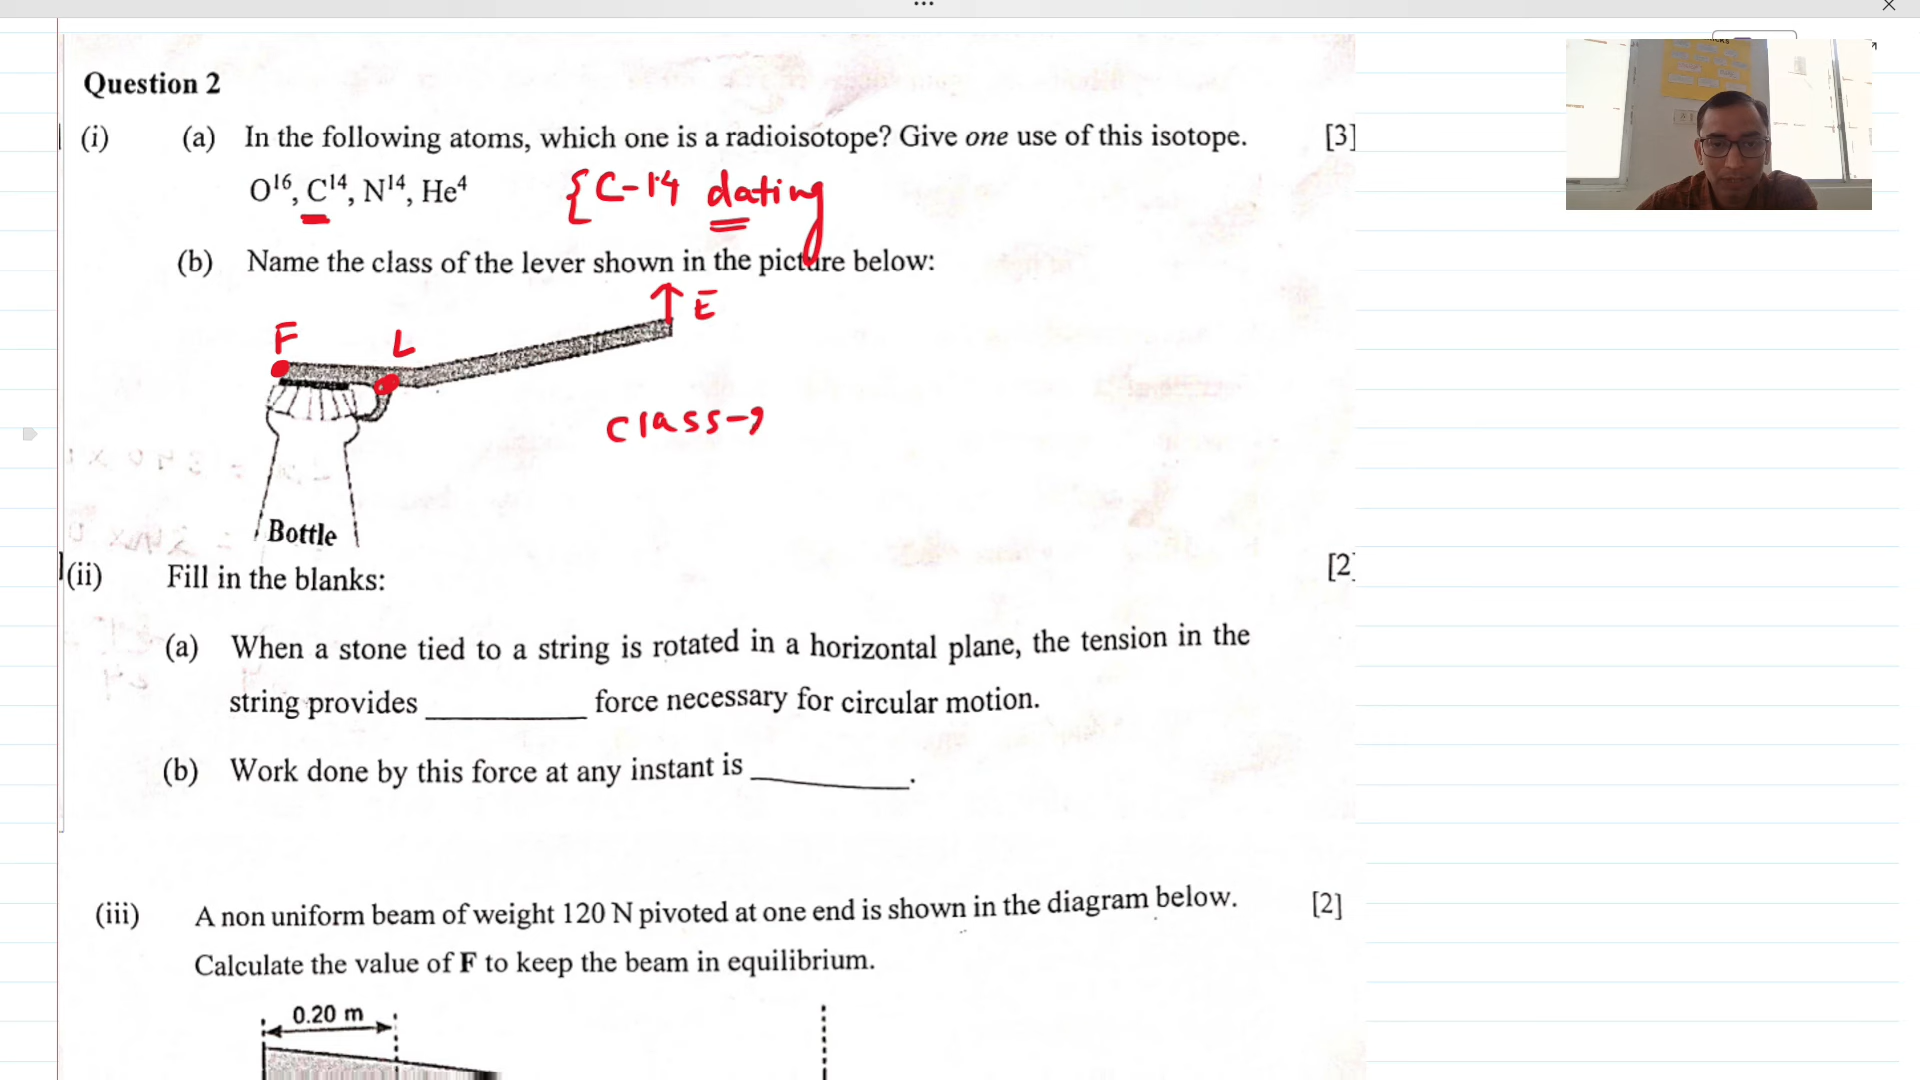 Question 2
(i) (a) In the following atoms, which one is a radioisotope? Give one use of this isotope. [3]
O¹⁶, C¹⁴, N¹⁴, He⁴
{C-14 dating
(b) Name the class of the lever shown in the picture below:
E
F
L
class-
Bottle
(ii) Fill in the blanks: [2]
(a) When a stone tied to a string is rotated in a horizontal plane, the tension in the
string provides __________ force necessary for circular motion.
(b) Work done by this force at any instant is __________.
(iii) A non uniform beam of weight 120 N pivoted at one end is shown in the diagram below. [2]
Calculate the value of F to keep the beam in equilibrium.
0.20 m